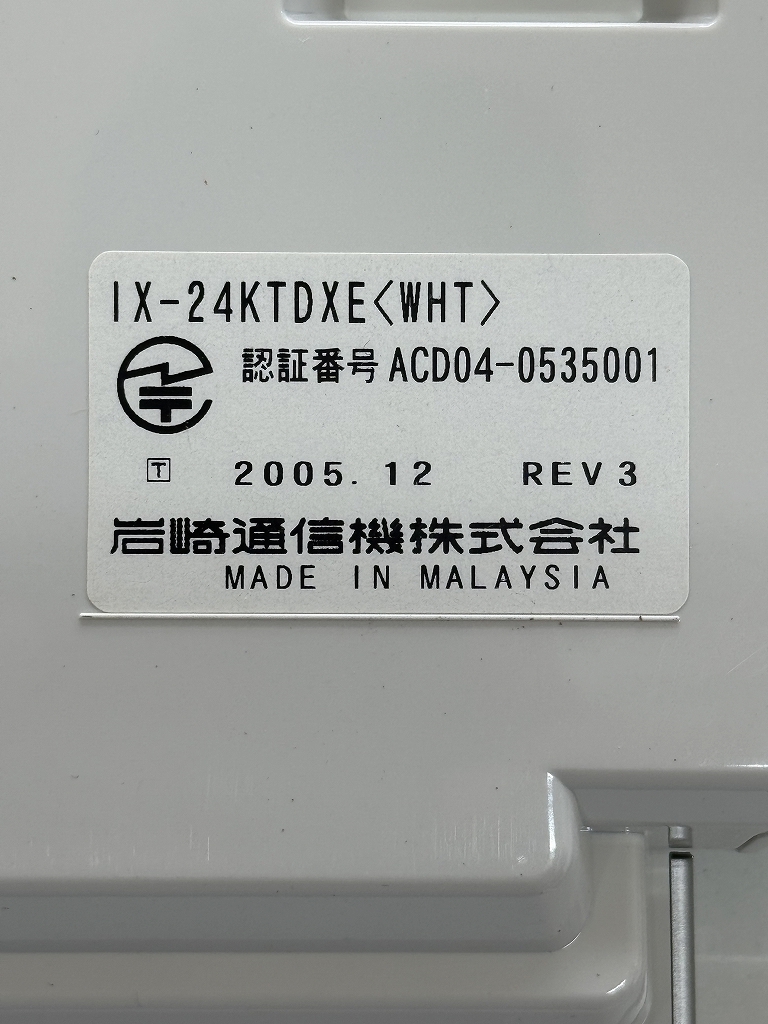 IX-24KTDXE〈WHT〉
認証番号 ACD04-0535001
T 2005.12 REV3
岩崎通信機株式会社
MADE IN MALAYSIA